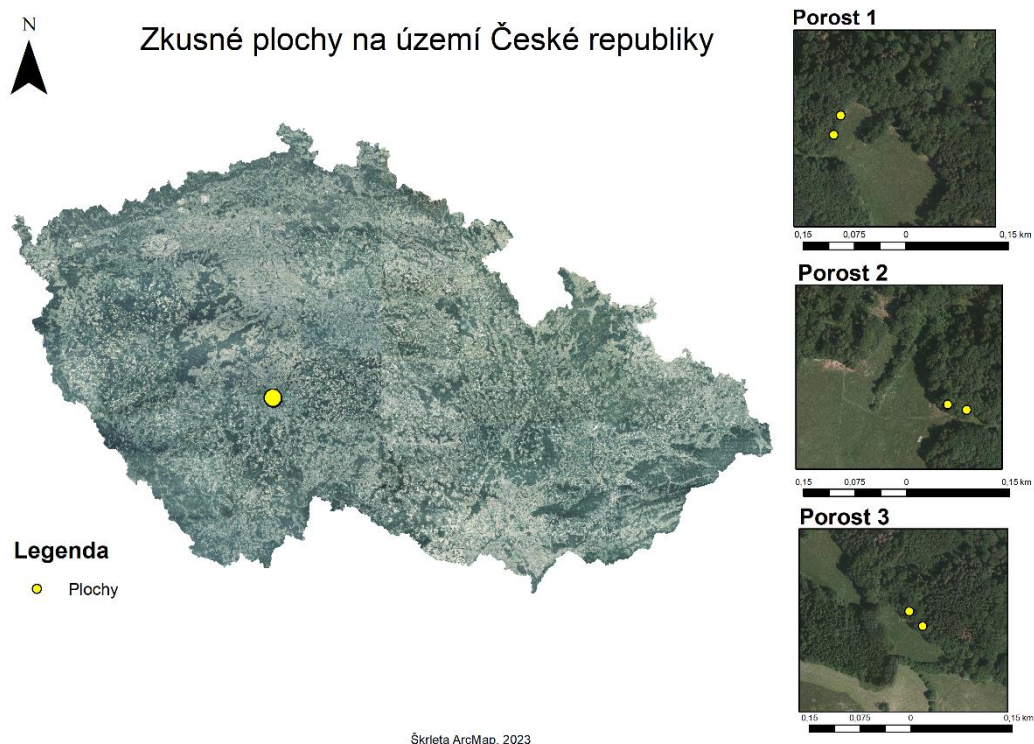 N
Zkusné plochy na území České republiky
Legenda
Plochy
Škrleta ArcMap, 2023
Porost 1
0,15 0,075 0 0,15 km
Porost 2
0,15 0,075 0 0,15 km
Porost 3
0,15 0,075 0 0,15 km